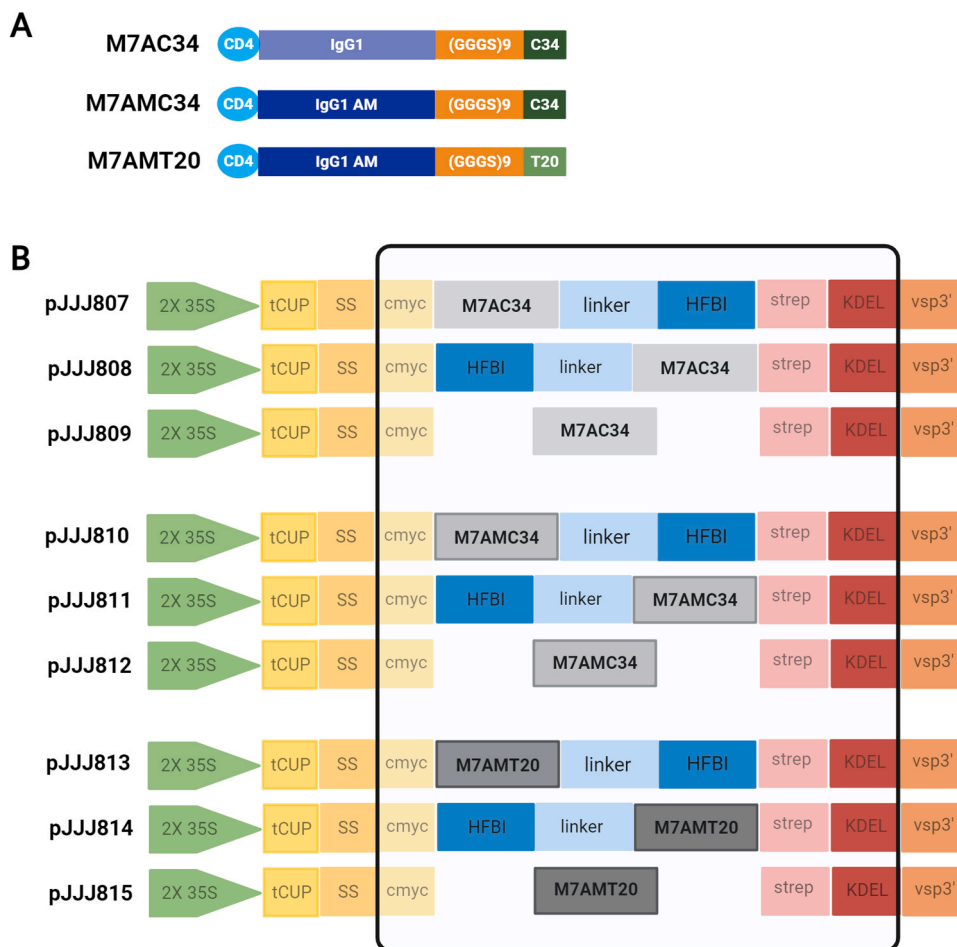 A
M7AC34 CD4 IgG1 (GGGS)9 C34
M7AMC34 CD4 IgG1 AM (GGGS)9 C34
M7AMT20 CD4 IgG1 AM (GGGS)9 T20
B
pJJJ807 2X 35S tCUP SS cmyc M7AC34 linker HFBI strep KDEL vsp3'
pJJJ808 2X 35S tCUP SS cmyc HFBI linker M7AC34 strep KDEL vsp3'
pJJJ809 2X 35S tCUP SS cmyc M7AC34 strep KDEL vsp3'
pJJJ810 2X 35S tCUP SS cmyc M7AMC34 linker HFBI strep KDEL vsp3'
pJJJ811 2X 35S tCUP SS cmyc HFBI linker M7AMC34 strep KDEL vsp3'
pJJJ812 2X 35S tCUP SS cmyc M7AMC34 strep KDEL vsp3'
pJJJ813 2X 35S tCUP SS cmyc M7AMT20 linker HFBI strep KDEL vsp3'
pJJJ814 2X 35S tCUP SS cmyc HFBI linker M7AMT20 strep KDEL vsp3'
pJJJ815 2X 35S tCUP SS cmyc M7AMT20 strep KDEL vsp3'